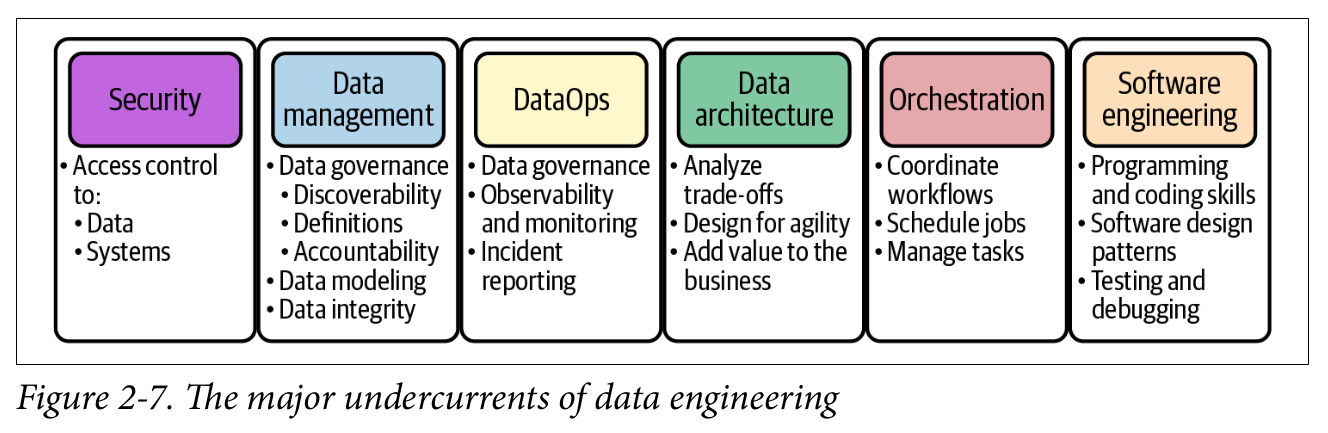 Security
• Access control
to:
• Data
• Systems
Data
management
• Data governance
• Discoverability
• Definitions
• Accountability
• Data modeling
• Data integrity
DataOps
• Data governance
• Observability
and monitoring
• Incident
reporting
Data
architecture
• Analyze
trade-offs
• Design for agility
• Add value to the
business
Orchestration
• Coordinate
workflows
• Schedule jobs
• Manage tasks
Software
engineering
• Programming
and coding skills
• Software design
patterns
• Testing and
debugging
Figure 2-7. The major undercurrents of data engineering